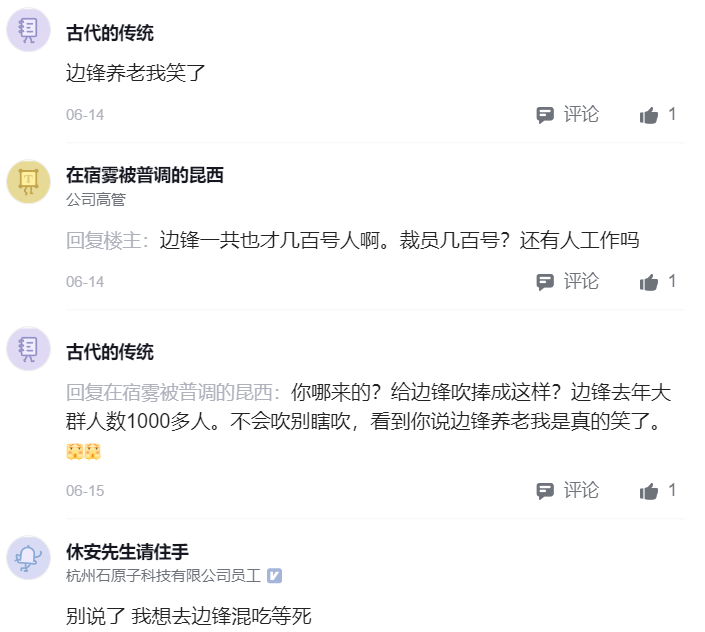 古代的传统
边锋养老我笑了
06-14 评论 1
在宿雾被普调的昆西
公司高管
回复楼主：边锋一共也才几百号人啊。裁员几百号？还有人工作吗
06-14 评论 1
古代的传统
回复在宿雾被普调的昆西：你哪来的？给边锋吹捧成这样？边锋去年大
群人数1000多人。不会吹别瞎吹，看到你说边锋养老我是真的笑了。
06-15 评论 1
休安先生请住手
杭州石原子科技有限公司员工
别说了 我想去边锋混吃等死